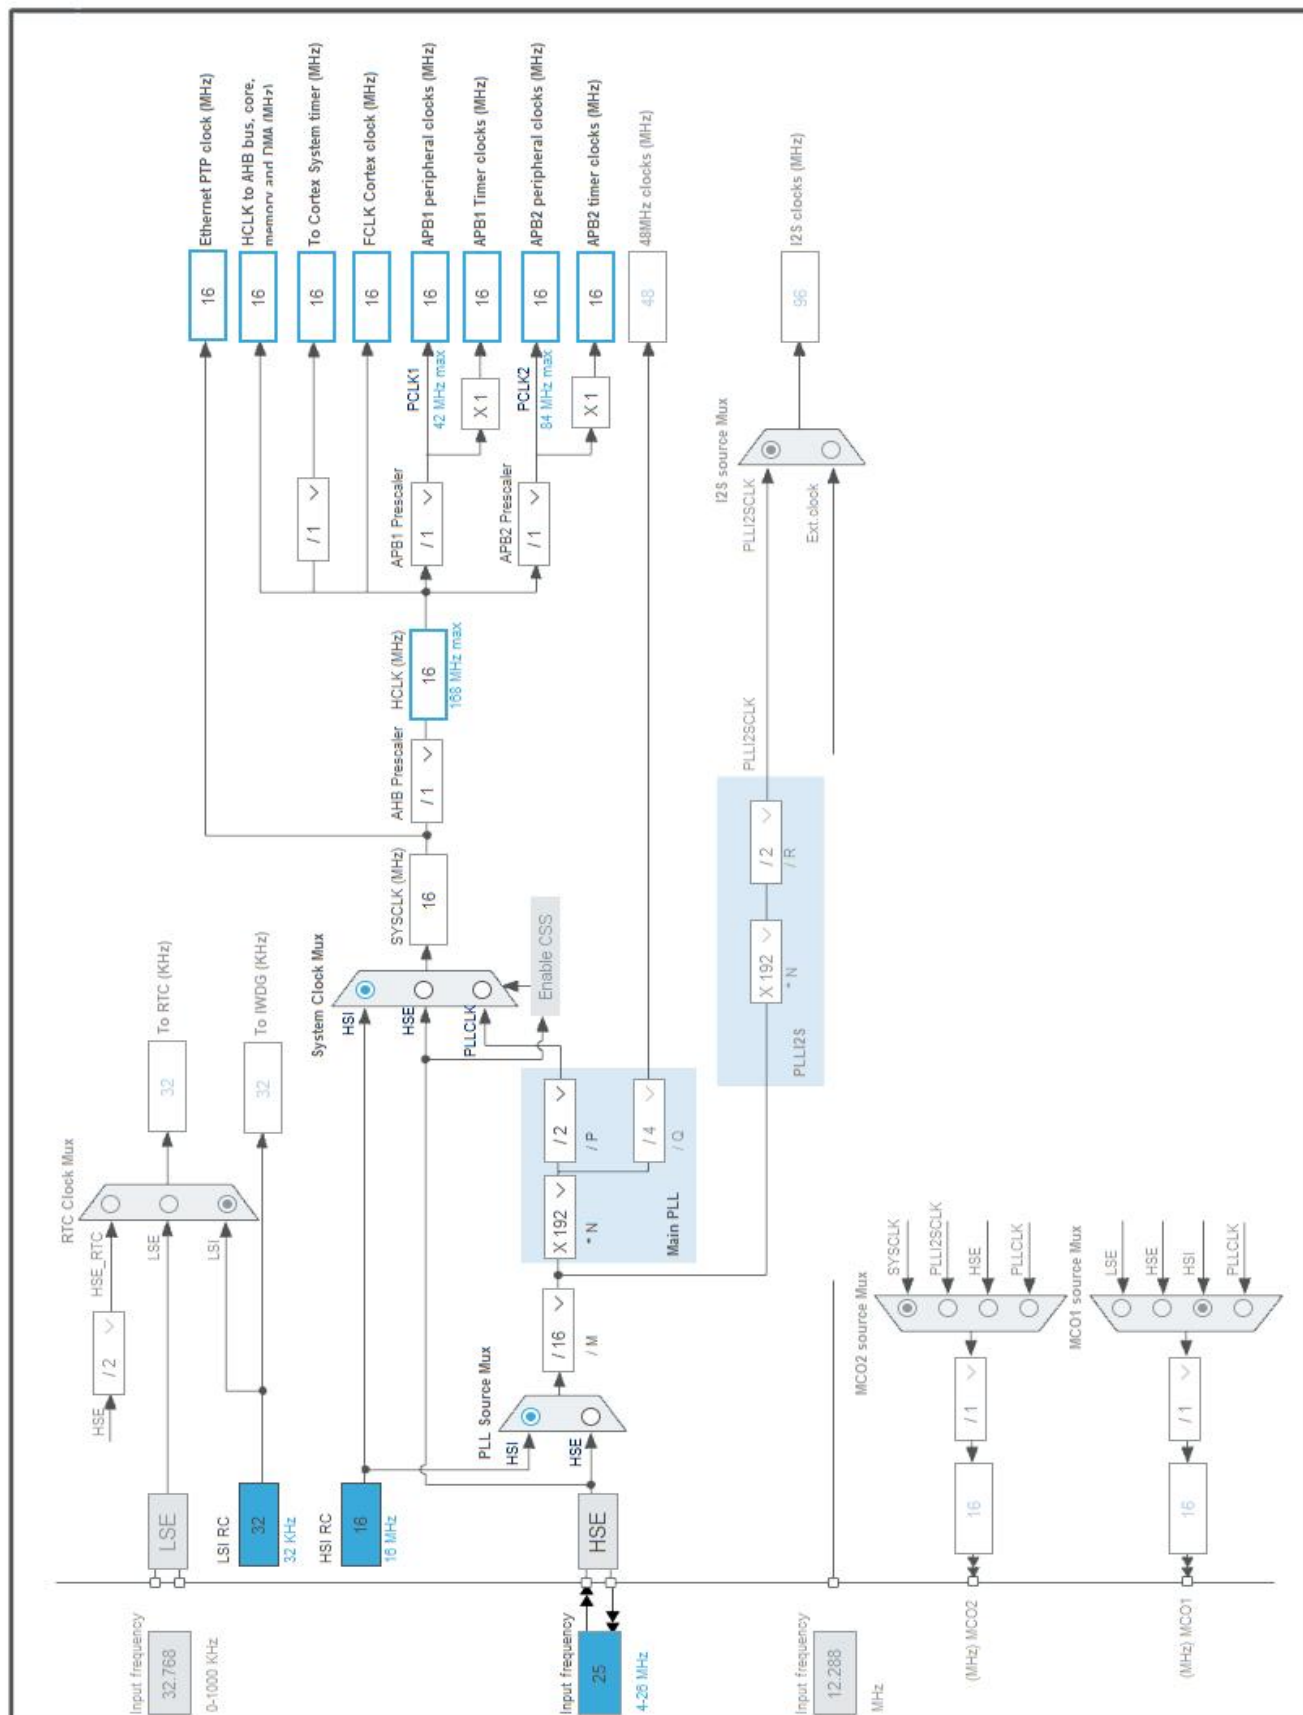 Input frequency
32.768
0-1000 KHz
LSE
HSE
/ 2
HSE_RTC
LSE
LSI
RTC Clock Mux
32
To RTC (KHz)
LSI RC
32
32 KHz
32
To IWDG (KHz)
HSI RC
16
16 MHz
System Clock Mux
HSI
HSE
PLLCLK
Enable CSS
SYSCLK (MHz)
16
AHB Prescaler
/ 1
HCLK (MHz)
16
168 MHz max
16
Ethernet PTP clock (MHz)
16
HCLK to AHB bus, core,
memory and DMA (MHz)
/ 1
16
To Cortex System timer (MHz)
16
FCLK Cortex clock (MHz)
APB1 Prescaler
/ 1
PCLK1
42 MHz max
16
APB1 peripheral clocks (MHz)
X 1
16
APB1 Timer clocks (MHz)
APB2 Prescaler
/ 1
PCLK2
84 MHz max
16
APB2 peripheral clocks (MHz)
X 1
16
APB2 timer clocks (MHz)
48
48MHz clocks (MHz)
Input frequency
25
4-26 MHz
HSE
PLL Source Mux
HSI
HSE
/ 16
/ M
X 192
* N
/ 2
/ P
/ 4
/ Q
Main PLL
X 192
* N
/ 2
/ R
PLLI2S
PLLI2SCLK
PLLI2SCLK
Ext.clock
I2S source Mux
96
I2S clocks (MHz)
Input frequency
12.288
MHz
MCO2 source Mux
SYSCLK
PLLI2SCLK
HSE
PLLCLK
/ 1
16
(MHz) MCO2
MCO1 source Mux
LSE
HSE
HSI
PLLCLK
/ 1
16
(MHz) MCO1